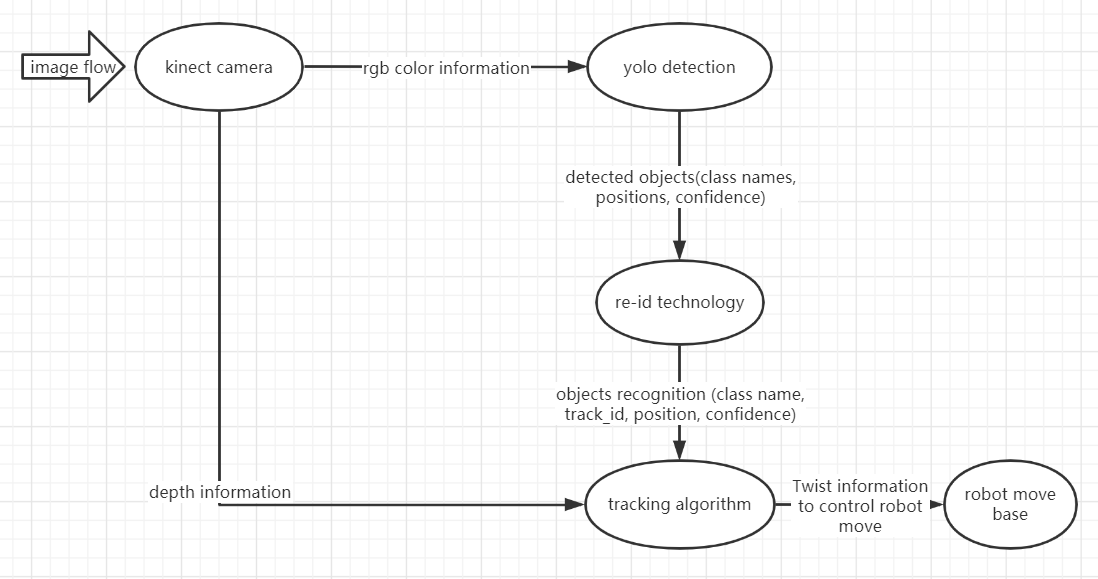 image flow
kinect camera
rgb color information
yolo detection
detected objects(class names,
positions, confidence)
re-id technology
objects recognition (class name,
track_id, position, confidence)
depth information
tracking algorithm
Twist information
to control robot
move
robot move
base